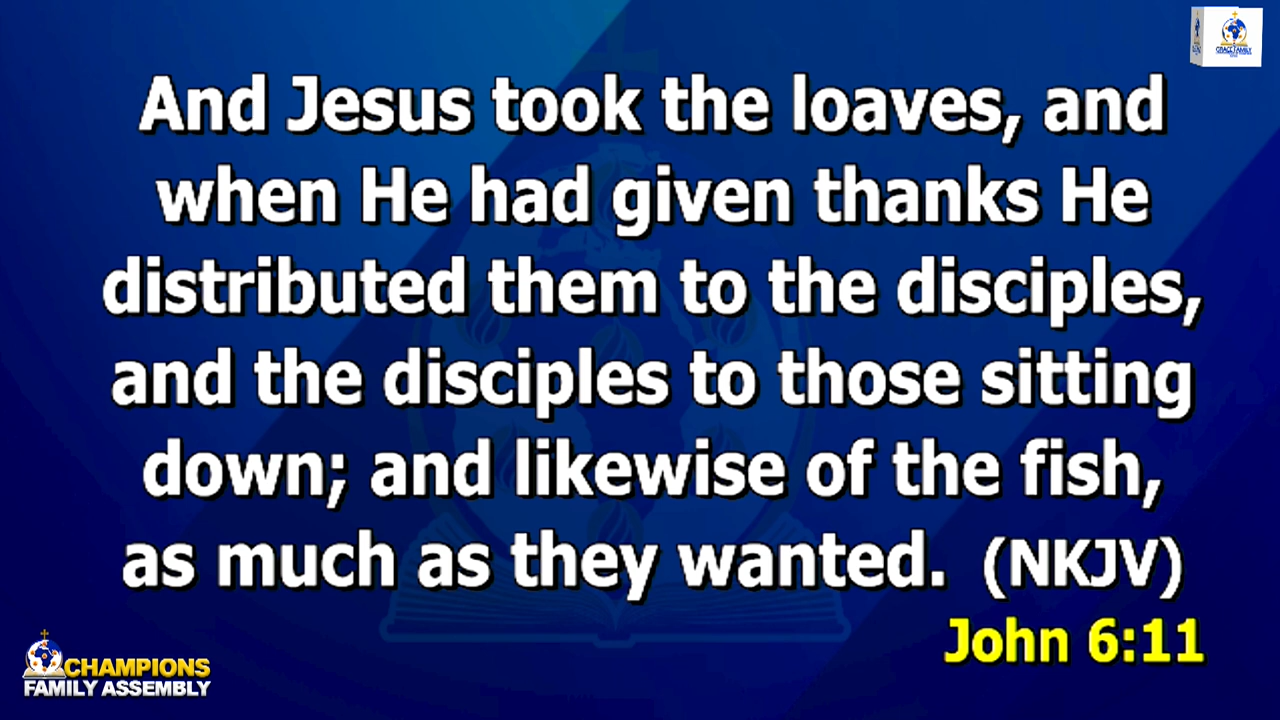 And Jesus took the loaves, and
when He had given thanks He
distributed them to the disciples,
and the disciples to those sitting
down; and likewise of the fish,
as much as they wanted. (NKJV)
John 6:11
CHAMPIONS
FAMILY ASSEMBLY
GRACE FAMILY